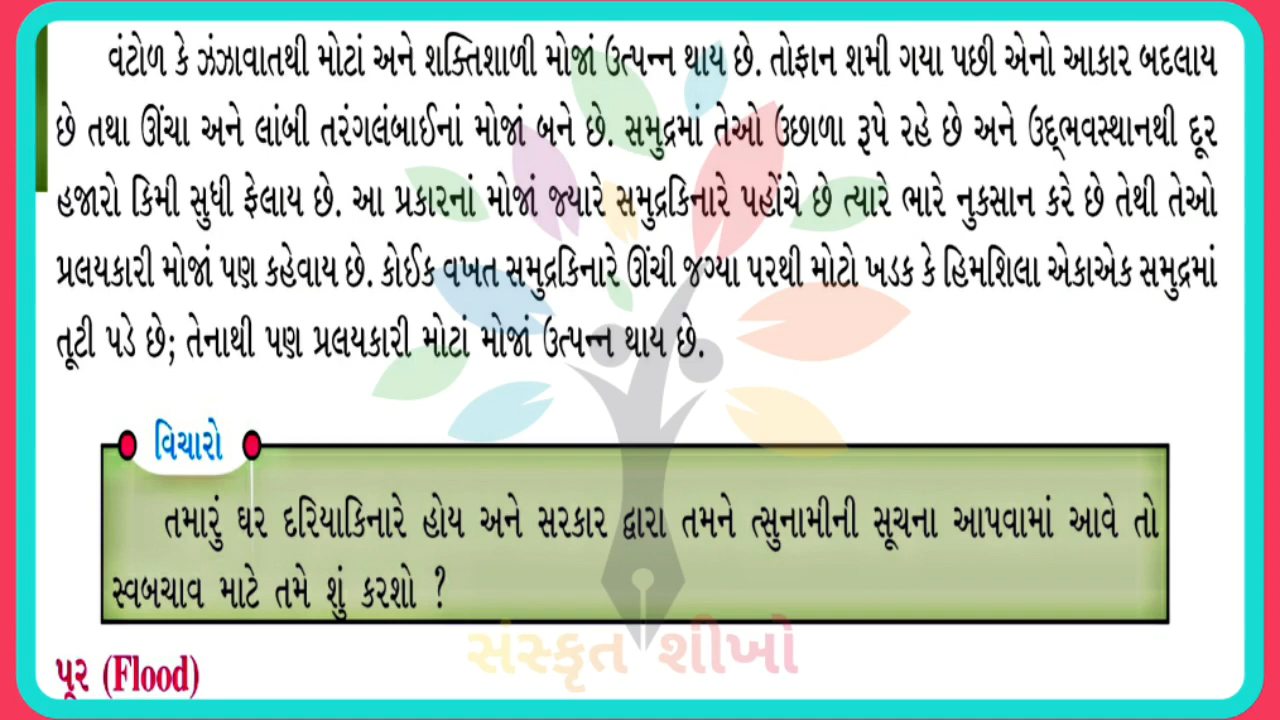 વંટોળ કે ઝંઝાવાતથી મોટાં અને શક્તિશાળી મોજાં ઉત્પન્ન થાય છે. તોફાન શમી ગયા પછી એનો આકાર બદલાય
છે તથા ઊંચા અને લાંબી તરંગલંબાઈનાં મોજાં બને છે. સમુદ્રમાં તેઓ ઉછાળા રૂપે રહે છે અને ઉદ્ભવસ્થાનથી દૂર
હજારો કિમી સુધી ફેલાય છે. આ પ્રકારનાં મોજાં જ્યારે સમુદ્રકિનારે પહોંચે છે ત્યારે ભારે નુકસાન કરે છે તેથી તેઓ
પ્રલયકારી મોજાં પણ કહેવાય છે. કોઈક વખત સમુદ્રકિનારે ઊંચી જગ્યા પરથી મોટો ખડક કે હિમશિલા એકાએક સમુદ્રમાં
તૂટી પડે છે; તેનાથી પણ પ્રલયકારી મોટાં મોજાં ઉત્પન્ન થાય છે.
વિચારો
તમારું ઘર દરિયાકિનારે હોય અને સરકાર દ્વારા તમને ત્સુનામીની સૂચના આપવામાં આવે તો
સ્વબચાવ માટે તમે શું કરશો ?
સંસ્કૃત શીખો
પૂર (Flood)